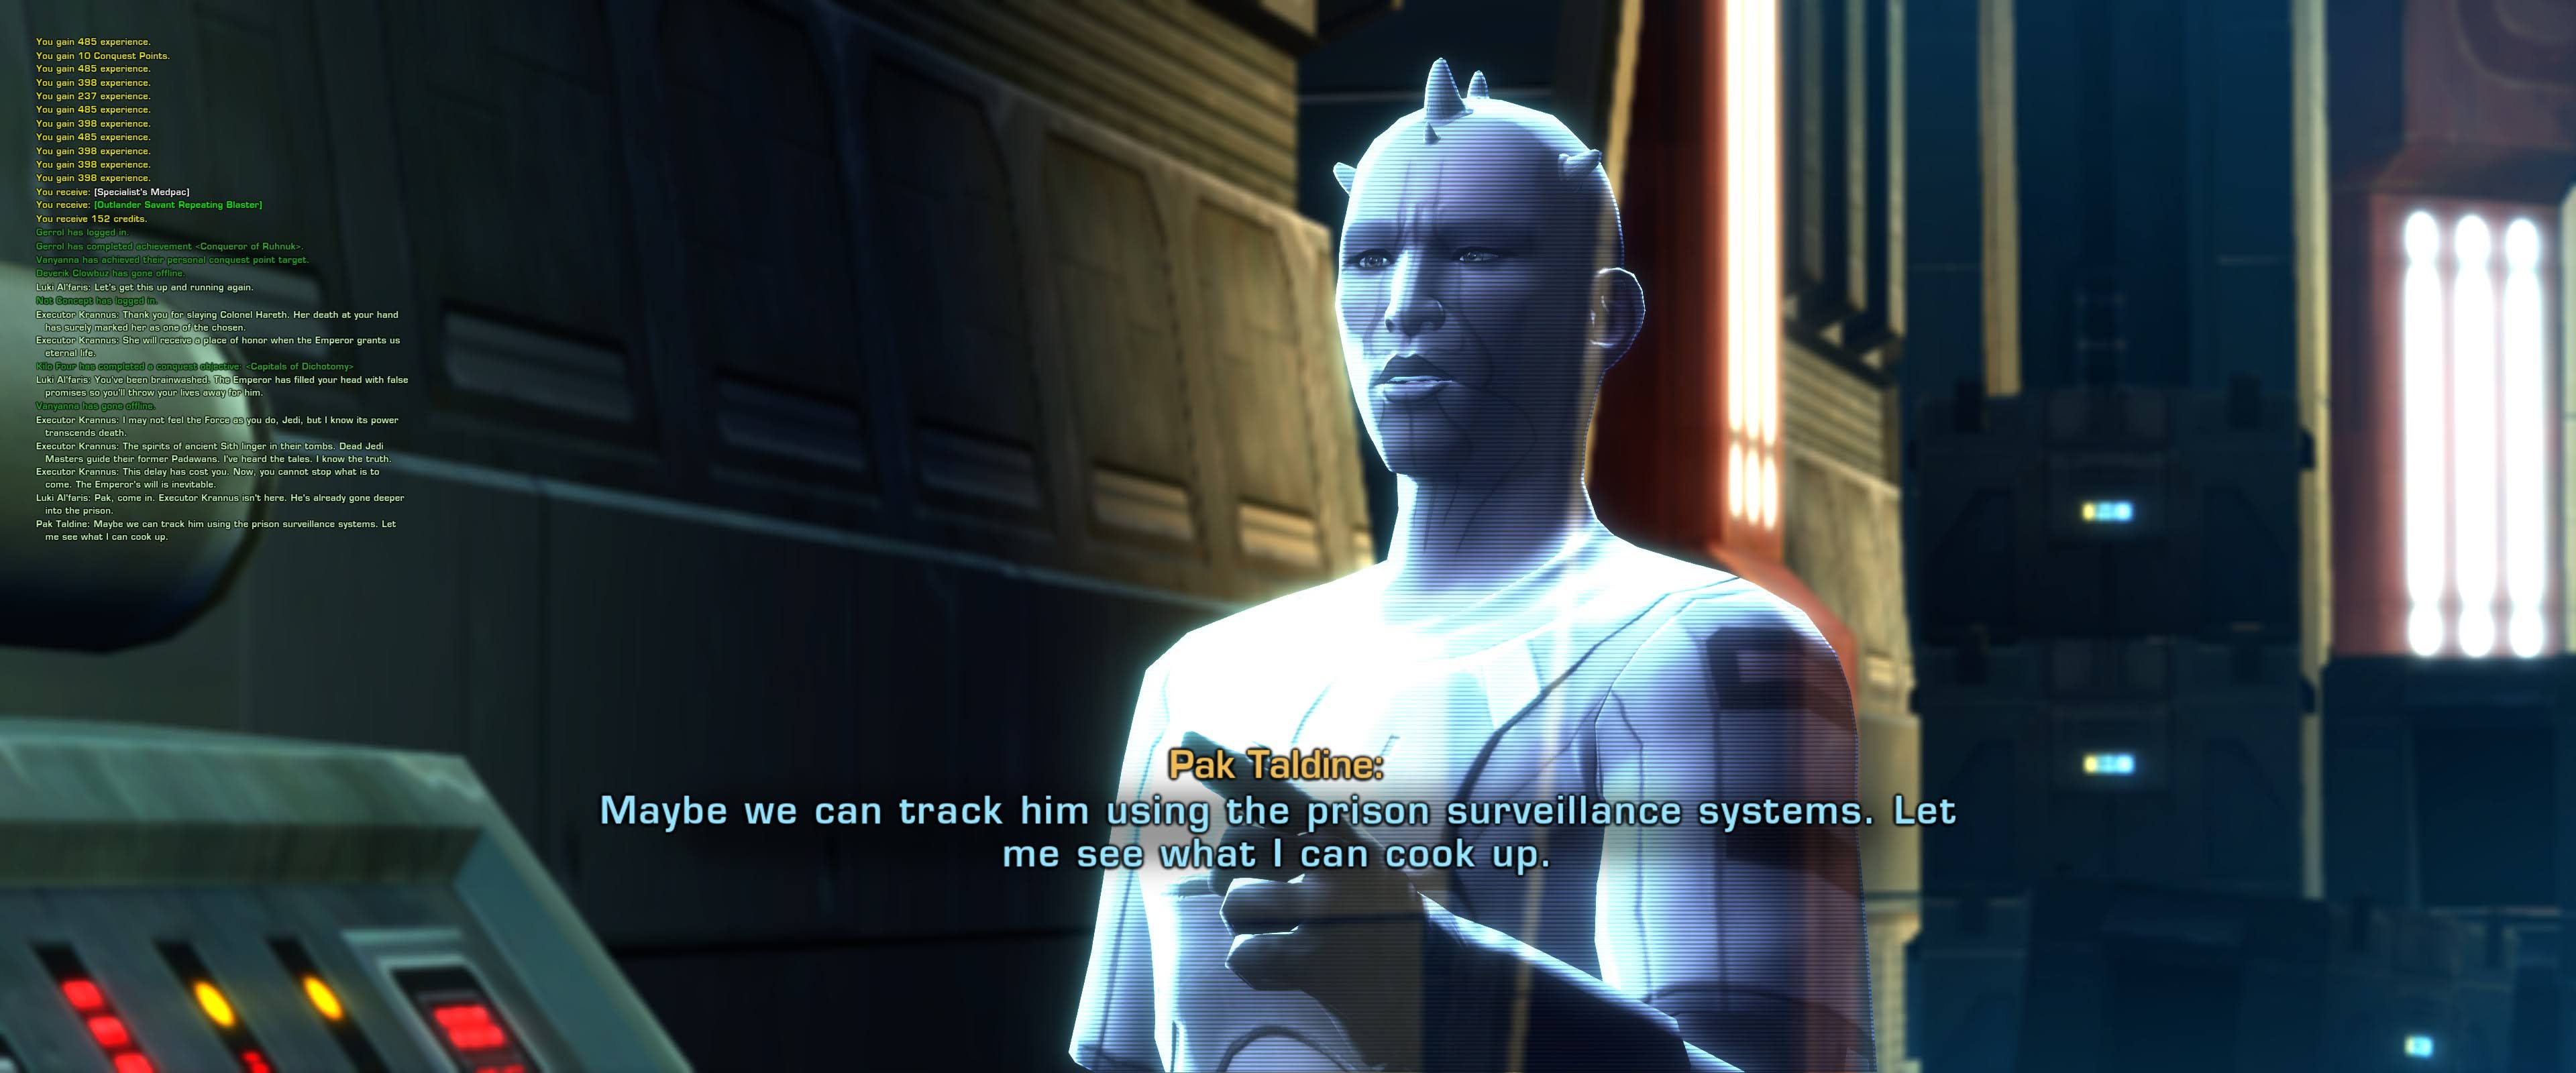 You gain 485 experience.
You gain 10 Conquest Points.
You gain 485 experience.
You gain 398 experience.
You gain 237 experience.
You gain 485 experience.
You gain 398 experience.
You gain 485 experience.
You gain 398 experience.
You gain 398 experience.
You gain 398 experience.
You receive: [Specialist's Medpac]
You receive: [Outlander Savant Repeating Blaster]
You receive 152 credits.
Gerrol has logged in.
Gerrol has completed achievement <Conqueror of Ruhnuk>.
Vanyanna has achieved their personal conquest point target.
Deverik Clowbuz has gone offline.
Luki Al'faris: Let's get this up and running again.
Not Concept has logged in.
Executor Krannus: Thank you for slaying Colonel Hareth. Her death at your hand
has surely marked her as one of the chosen.
Executor Krannus: She will receive a place of honor when the Emperor grants us
eternal life.
Kilo Four has completed a conquest objective: <Capitals of Dichotomy>
Luki Al'faris: You've been brainwashed. The Emperor has filled your head with false
promises so you'll throw your lives away for him.
Vanyanna has gone offline.
Executor Krannus: I may not feel the Force as you do, Jedi, but I know its power
transcends death.
Executor Krannus: The spirits of ancient Sith linger in their tombs. Dead Jedi
Masters guide their former Padawans. I've heard the tales. I know the truth.
Executor Krannus: This delay has cost you. Now, you cannot stop what is to
come. The Emperor's will is inevitable.
Luki Al'faris: Pak, come in. Executor Krannus isn't here. He's already gone deeper
into the prison.
Pak Taldine: Maybe we can track him using the prison surveillance systems. Let
me see what I can cook up.
Pak Taldine:
Maybe we can track him using the prison surveillance systems. Let
me see what I can cook up.